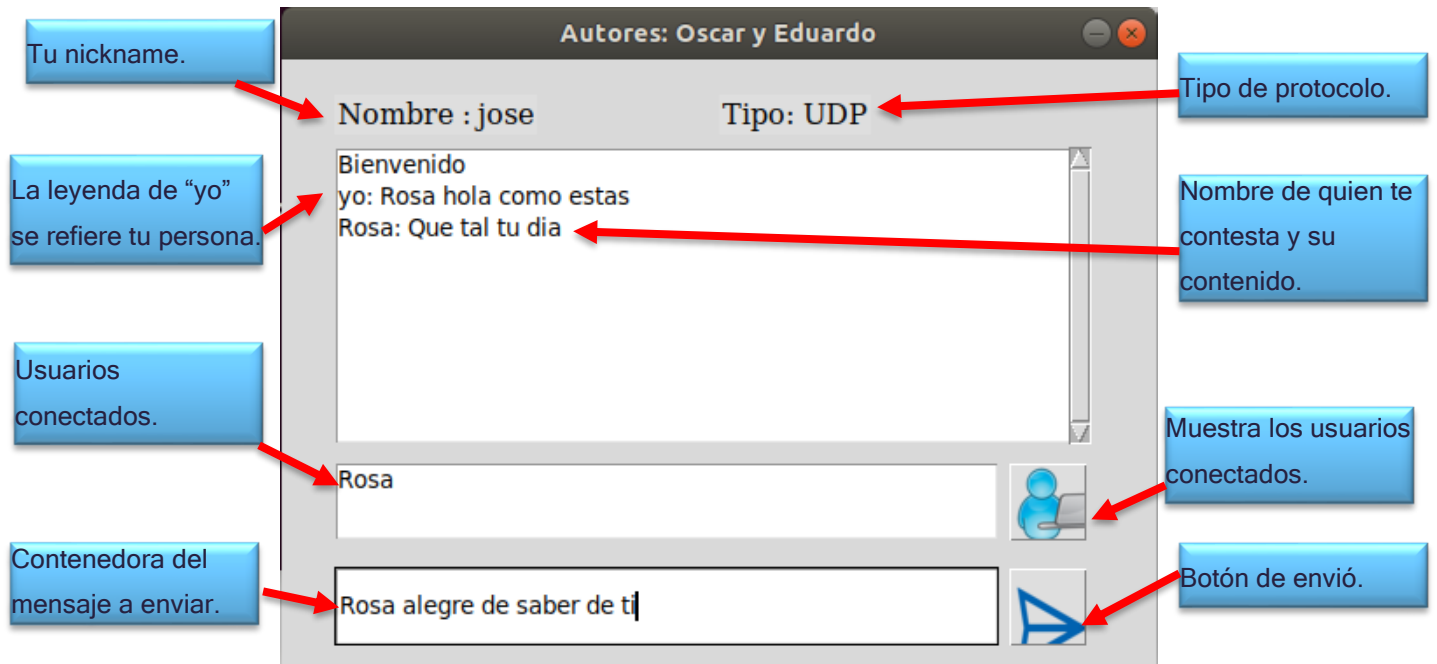 Autores: Oscar y Eduardo
Tu nickname.
Tipo de protocolo.
Nombre : jose
Tipo: UDP
La leyenda de “yo”
se refiere tu persona.
Bienvenido
yo: Rosa hola como estas
Rosa: Que tal tu dia
Nombre de quien te
contesta y su
contenido.
Usuarios
conectados.
Muestra los usuarios
conectados.
Rosa
Contenedora del
mensaje a enviar.
Rosa alegre de saber de ti
Botón de envió.